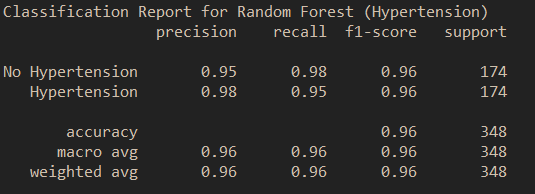 Classification Report for Random Forest (Hypertension)
precision recall f1-score support
No Hypertension 0.95 0.98 0.96 174
Hypertension 0.98 0.95 0.96 174
accuracy 0.96 348
macro avg 0.96 0.96 0.96 348
weighted avg 0.96 0.96 0.96 348